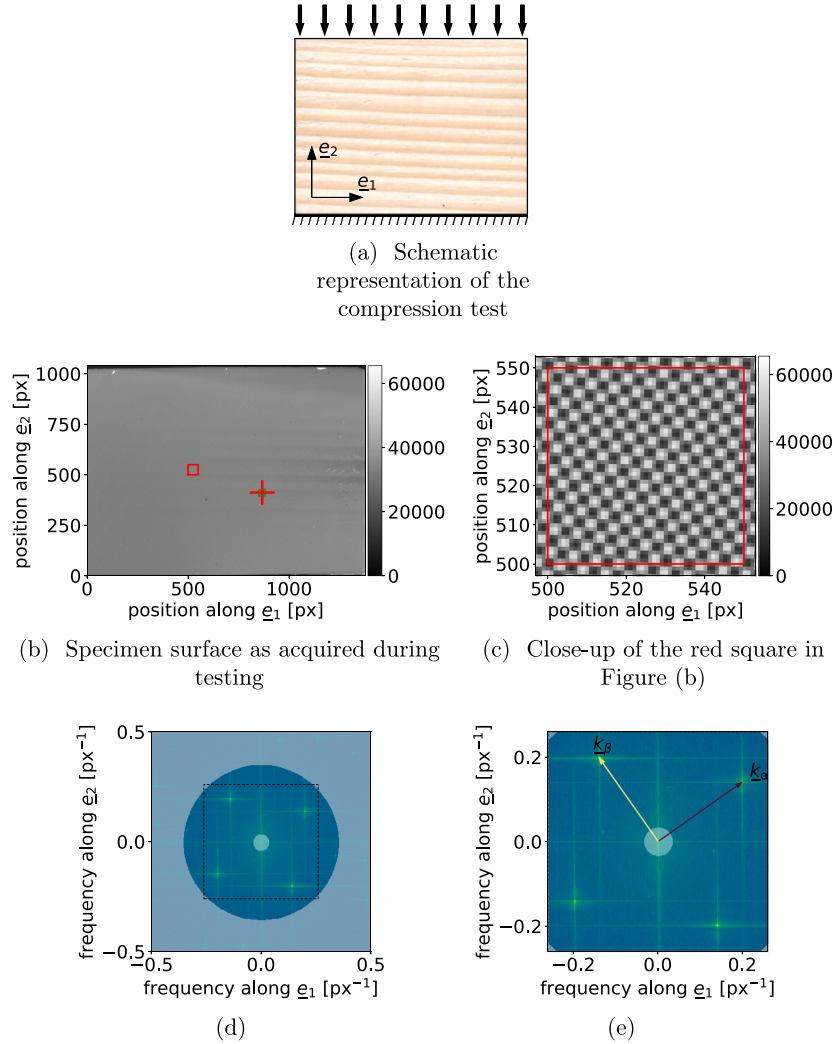 e2
e1
(a) Schematic
representation of the
compression test
1000
750
500
250
0
position along e2 [px]
0
500
1000
position along e1 [px]
60000
40000
20000
0
550
540
530
520
510
500
position along e2 [px]
500
520
540
position along e1 [px]
60000
40000
20000
0
(b) Specimen surface as acquired during
testing
(c) Close-up of the red square in
Figure (b)
0.5
0.0
−0.5
frequency along e2 [px⁻¹]
−0.5
0.0
0.5
frequency along e1 [px⁻¹]
(d)
0.2
0.0
−0.2
frequency along e2 [px⁻¹]
kβ
kα
−0.2
0.0
0.2
frequency along e1 [px⁻¹]
(e)